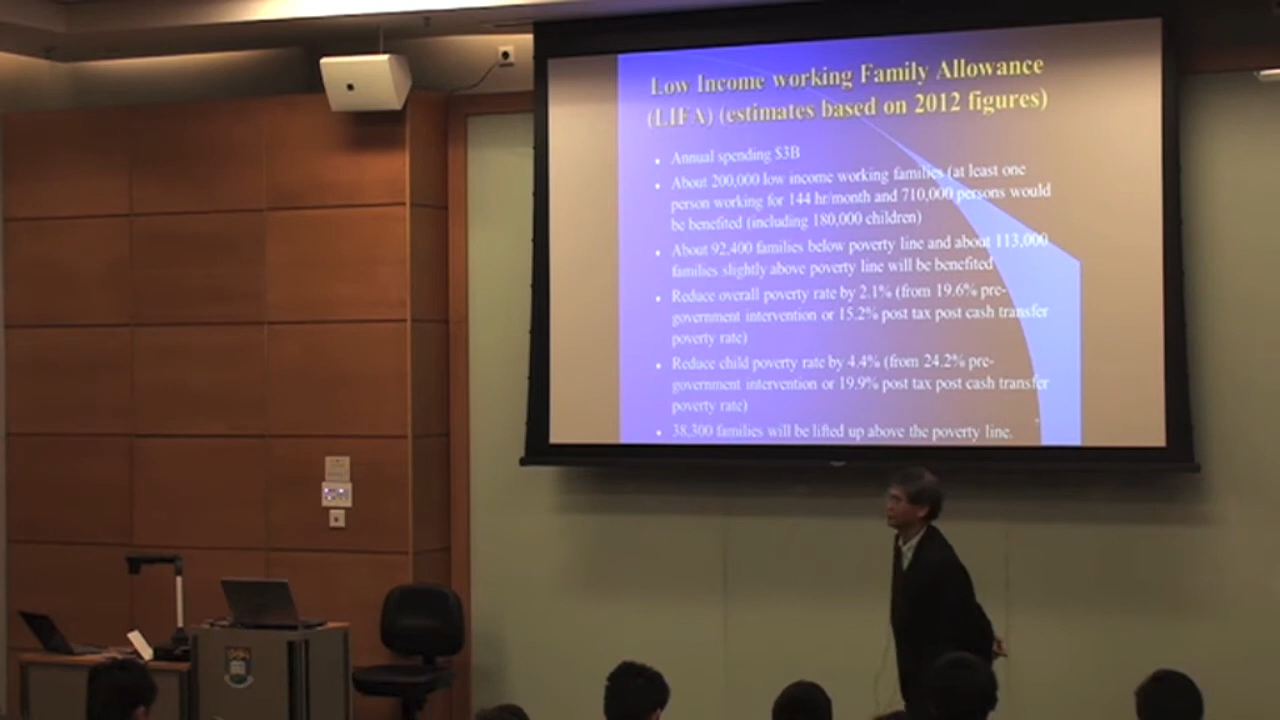 Low Income working Family Allowance
(LIFA) (estimates based on 2012 figures)
• Annual spending $3B
• About 200,000 low income working families (at least one
person working for 144 hr/month and 710,000 persons would
be benefited (including 180,000 children)
• About 92,400 families below poverty line and about 113,000
families slightly above poverty line will be benefited
• Reduce overall poverty rate by 2.1% (from 19.6% pre-
government intervention or 15.2% post tax post cash transfer
poverty rate)
• Reduce child poverty rate by 4.4% (from 24.2% pre-
government intervention or 19.9% post tax post cash transfer
poverty rate)
• 38,300 families will be lifted up above the poverty line.